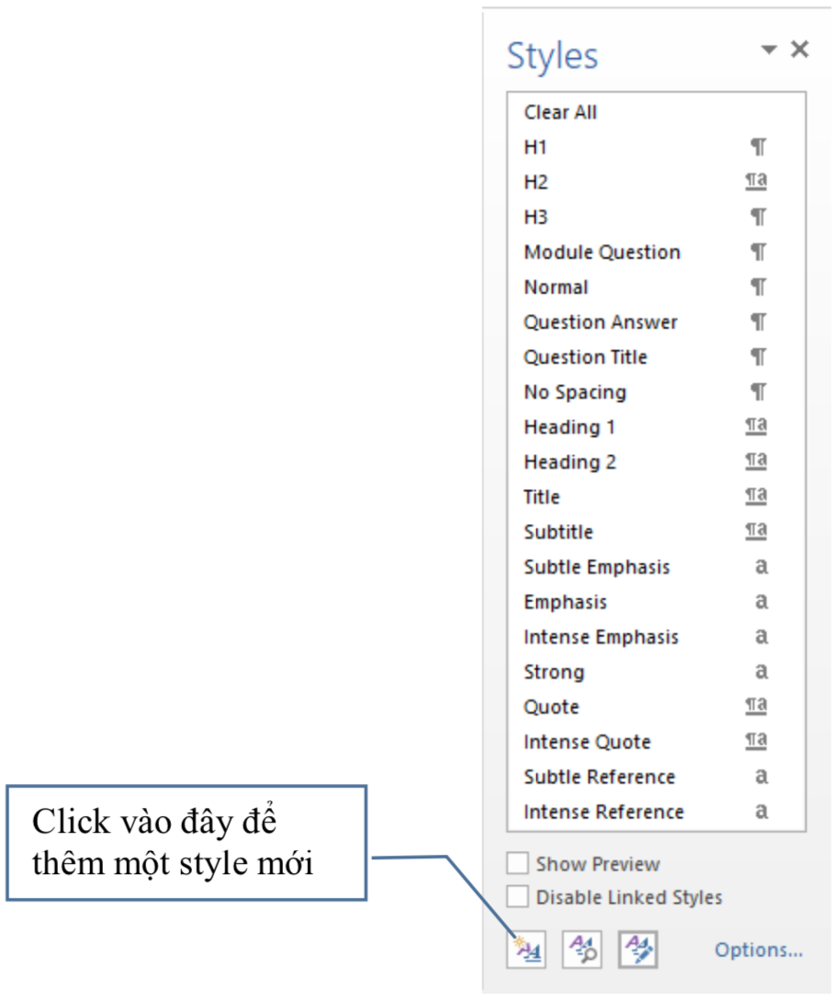 Styles
Clear All
H1 ¶
H2 ¶a
H3 ¶
Module Question ¶
Normal ¶
Question Answer ¶
Question Title ¶
No Spacing ¶
Heading 1 ¶a
Heading 2 ¶a
Title ¶a
Subtitle ¶a
Subtle Emphasis a
Emphasis a
Intense Emphasis a
Strong a
Quote ¶a
Intense Quote ¶a
Subtle Reference a
Intense Reference a
Click vào đây để
thêm một style mới
Show Preview
Disable Linked Styles
Options...